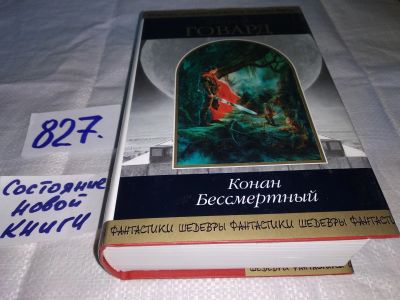 ГОВАРД
827.
Состояние
новой
книги
Конан
Бессмертный
ФАНТАСТИКИ ШЕДЕВРЫ ФАНТАСТИКИ ШЕДЕВРЫ ФАНТАСТ
ШЕДЕВРЫ ФАНТАСТИКИ